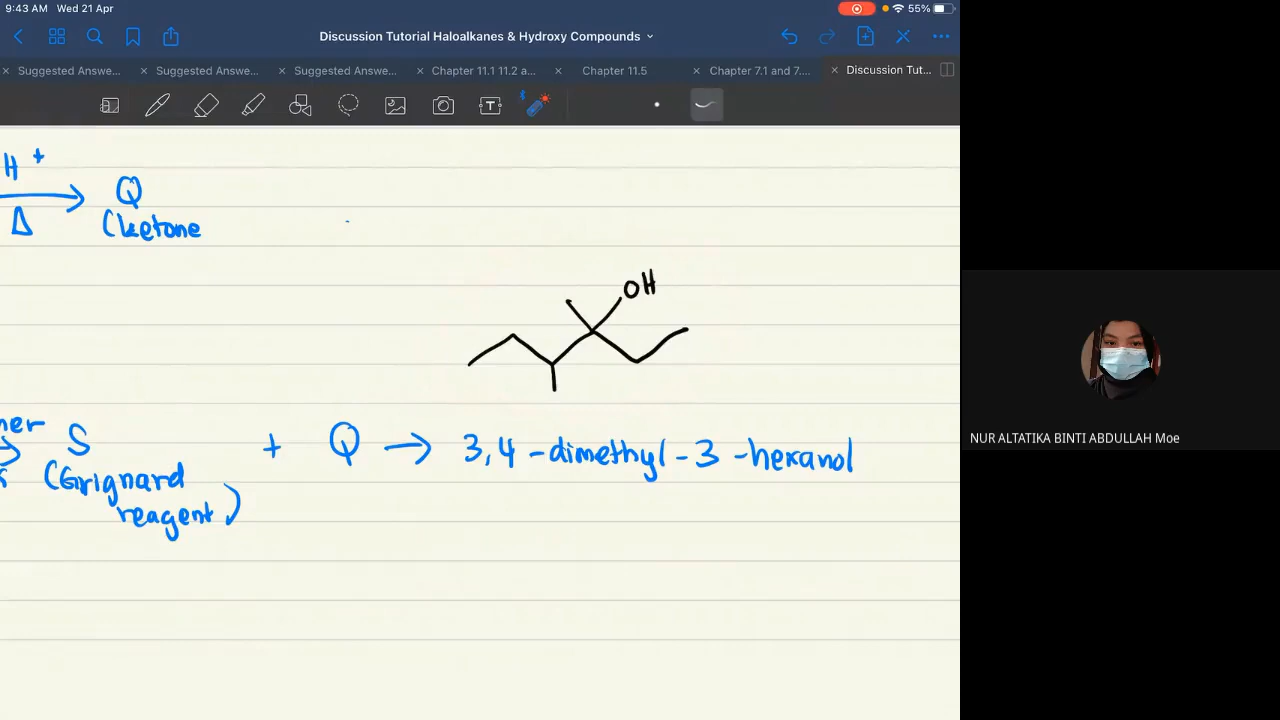 9:43 AM Wed 21 Apr
55%
Discussion Tutorial Haloalkanes & Hydroxy Compounds
Suggested Answe...
Suggested Answe...
Suggested Answe...
Chapter 11.1 11.2 a...
Chapter 11.5
Chapter 7.1 and 7....
Discussion Tut...
H +
Δ
Q
(ketone
OH
ner
S + Q → 3,4-dimethyl-3-hexanol
(Grignard
reagent)
NUR ALTATIKA BINTI ABDULLAH Moe